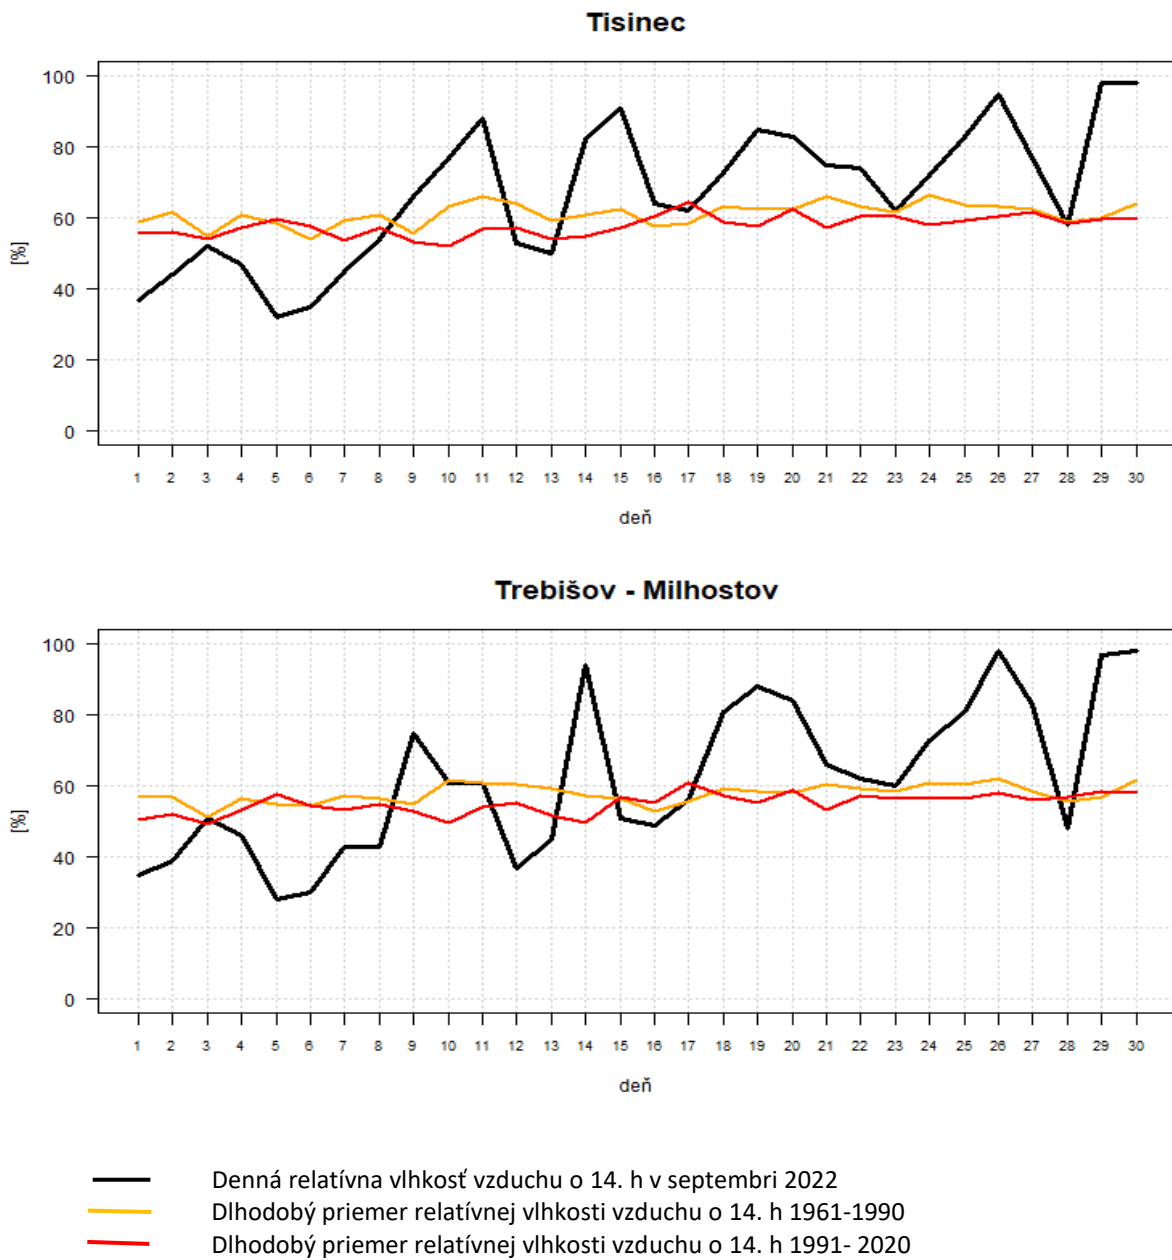 Tisinec
100
80
60
40
20
0
[%]
1 2 3 4 5 6 7 8 9 10 11 12 13 14 15 16 17 18 19 20 21 22 23 24 25 26 27 28 29 30
deň
Trebišov - Milhostov
100
80
60
40
20
0
[%]
1 2 3 4 5 6 7 8 9 10 11 12 13 14 15 16 17 18 19 20 21 22 23 24 25 26 27 28 29 30
deň
Denná relatívna vlhkosť vzduchu o 14. h v septembri 2022
Dlhodobý priemer relatívnej vlhkosti vzduchu o 14. h 1961-1990
Dlhodobý priemer relatívnej vlhkosti vzduchu o 14. h 1991- 2020